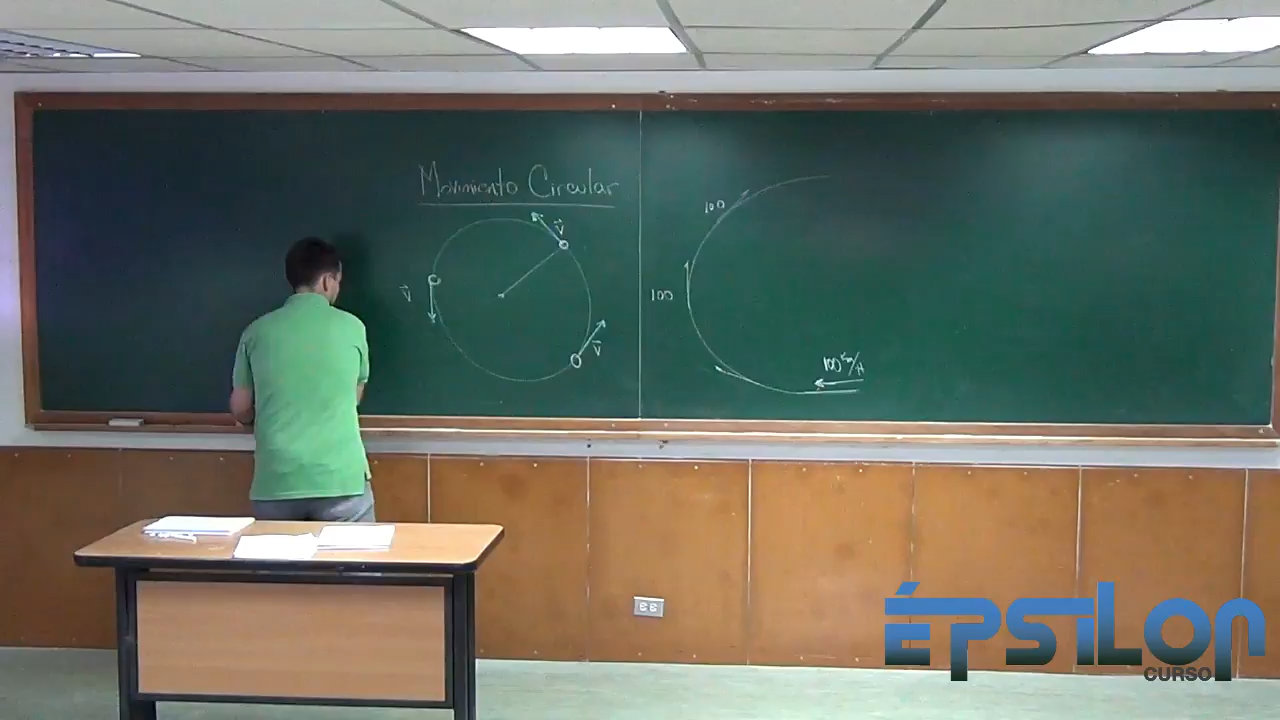 Movimiento Circular
V
V
V
100
100
100 Km/H
ÉPSILON
CURSO